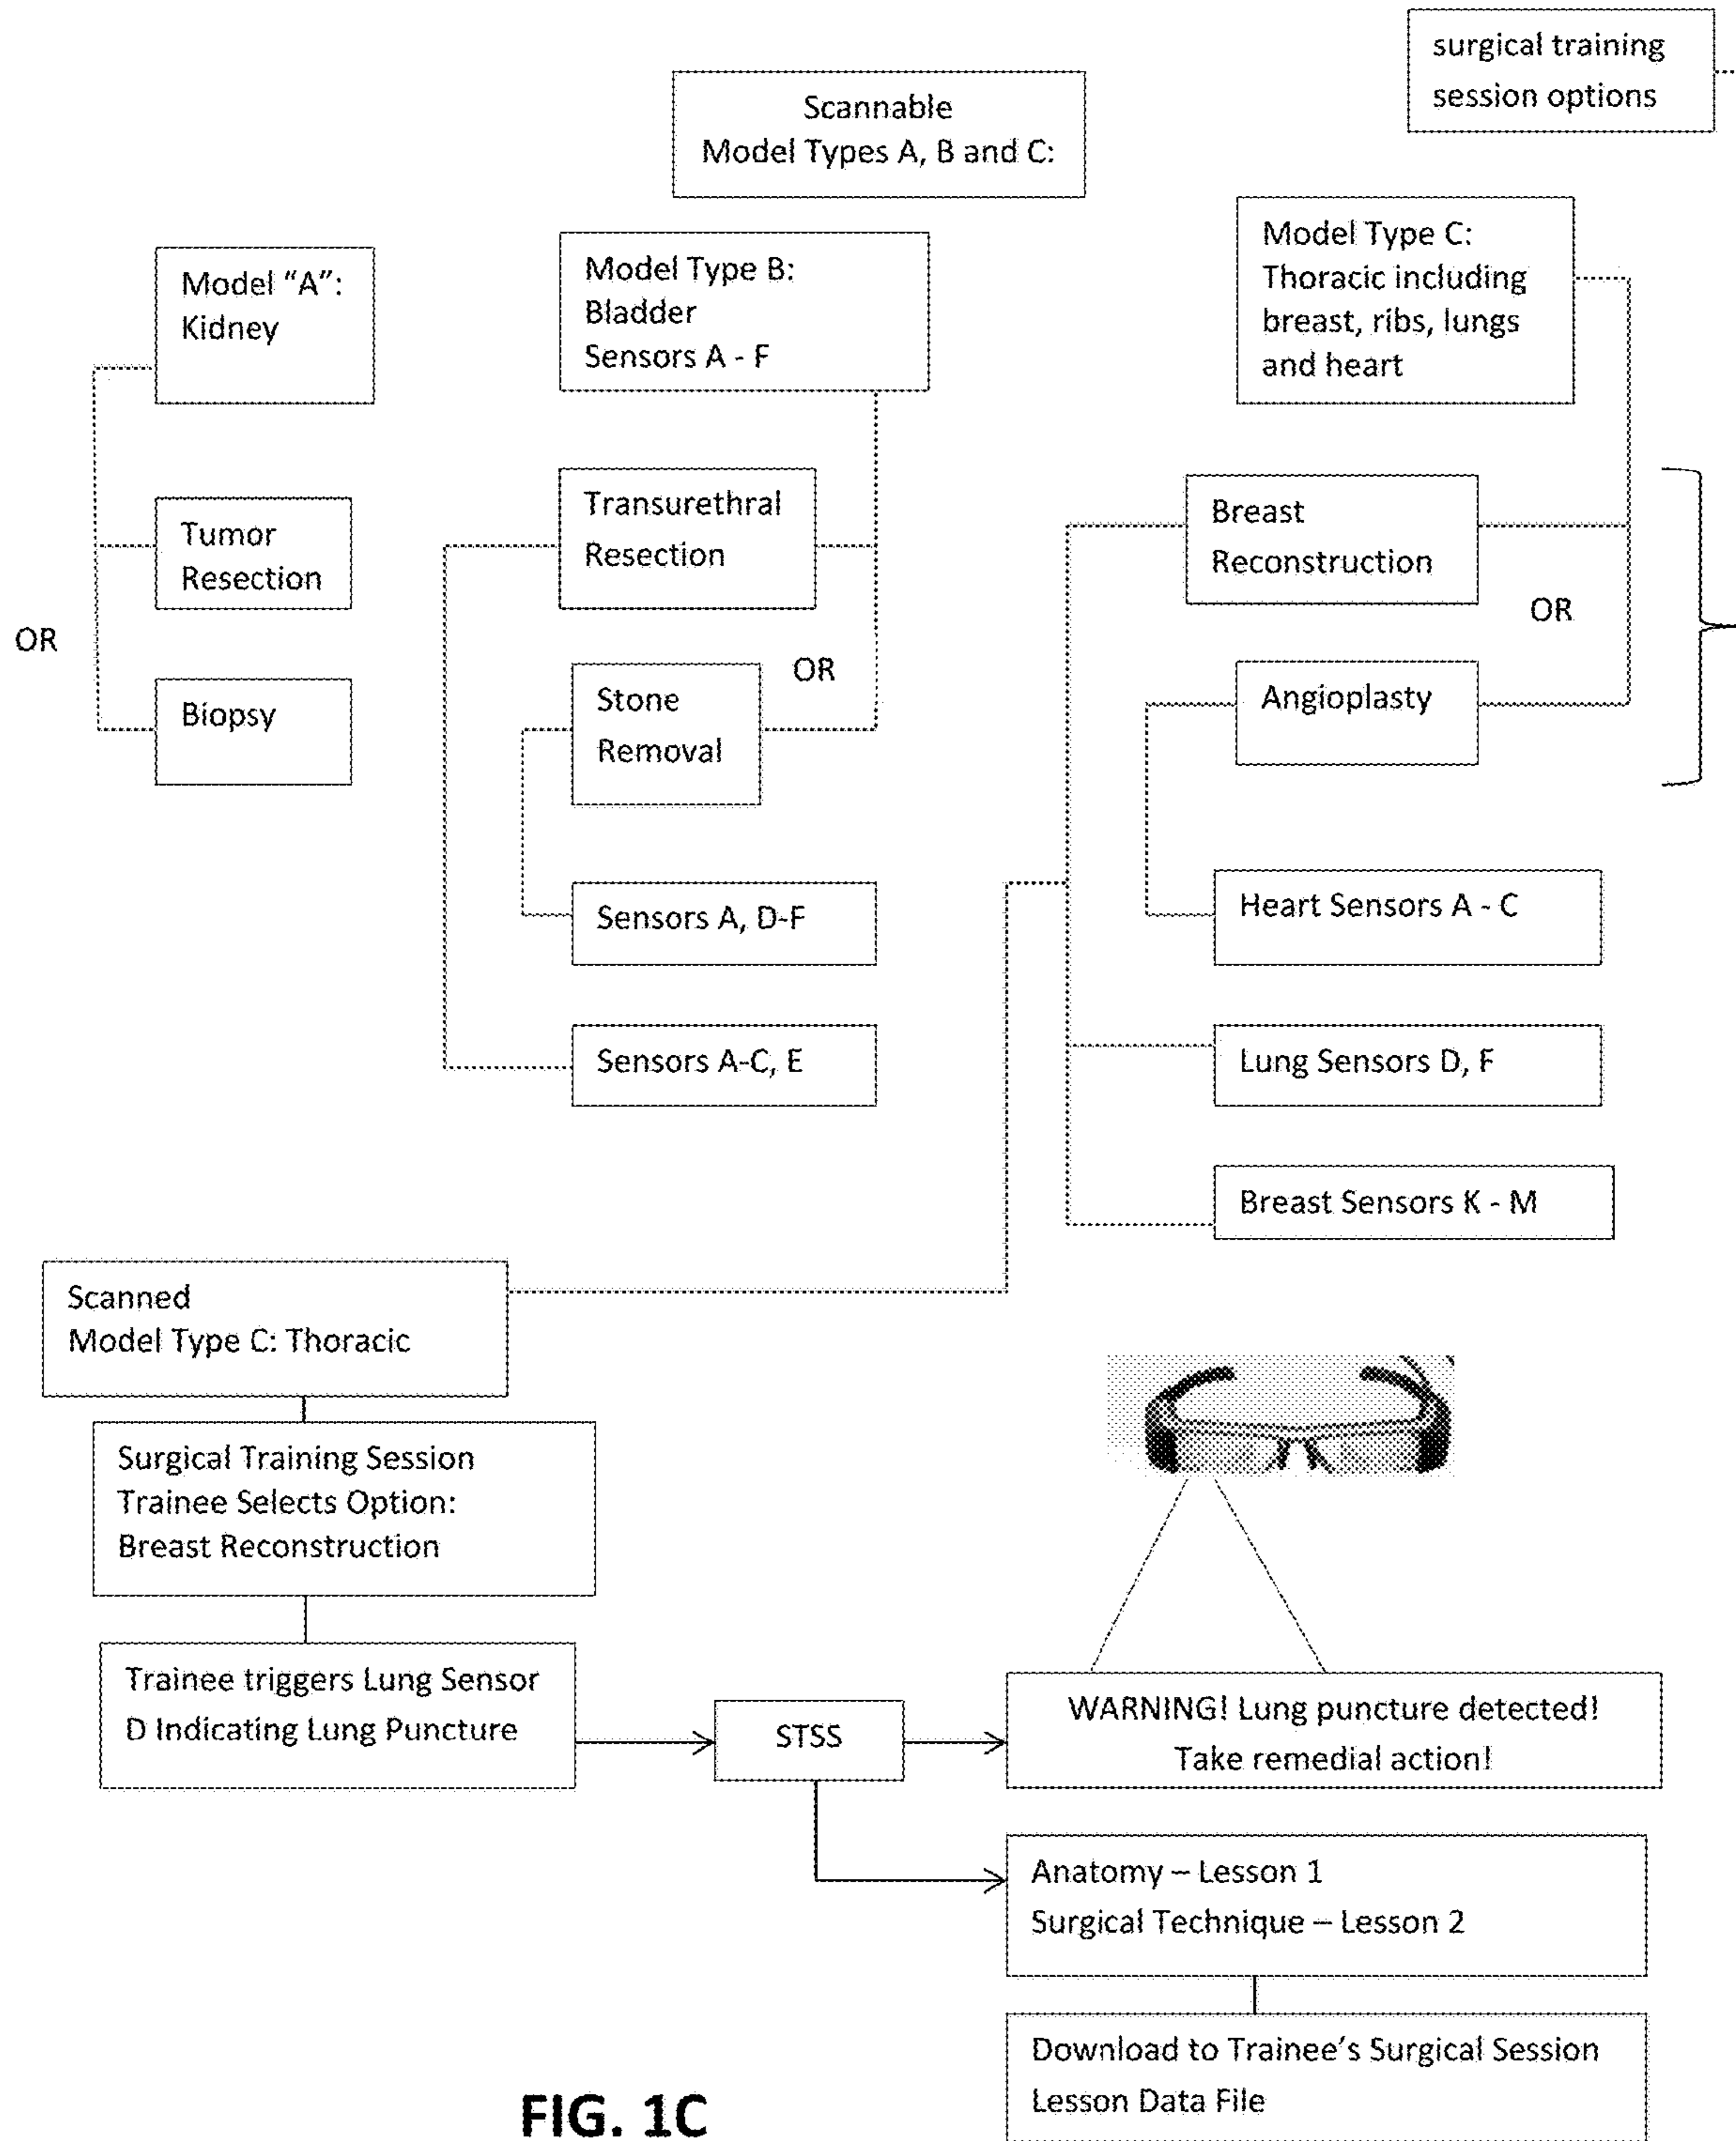 surgical training
session options
Scannable
Model Types A, B and C:
Model "A":
Kidney
Model Type B:
Bladder
Sensors A - F
Model Type C:
Thoracic including
breast, ribs, lungs
and heart
Tumor
Resection
OR
Biopsy
Transurethral
Resection
OR
Stone
Removal
Sensors A, D-F
Sensors A-C, E
Breast
Reconstruction
OR
Angioplasty
Heart Sensors A - C
Lung Sensors D, F
Breast Sensors K - M
Scanned
Model Type C: Thoracic
Surgical Training Session
Trainee Selects Option:
Breast Reconstruction
Trainee triggers Lung Sensor
D Indicating Lung Puncture
STSS
WARNING! Lung puncture detected!
Take remedial action!
Anatomy – Lesson 1
Surgical Technique – Lesson 2
Download to Trainee's Surgical Session
Lesson Data File
FIG. 1C